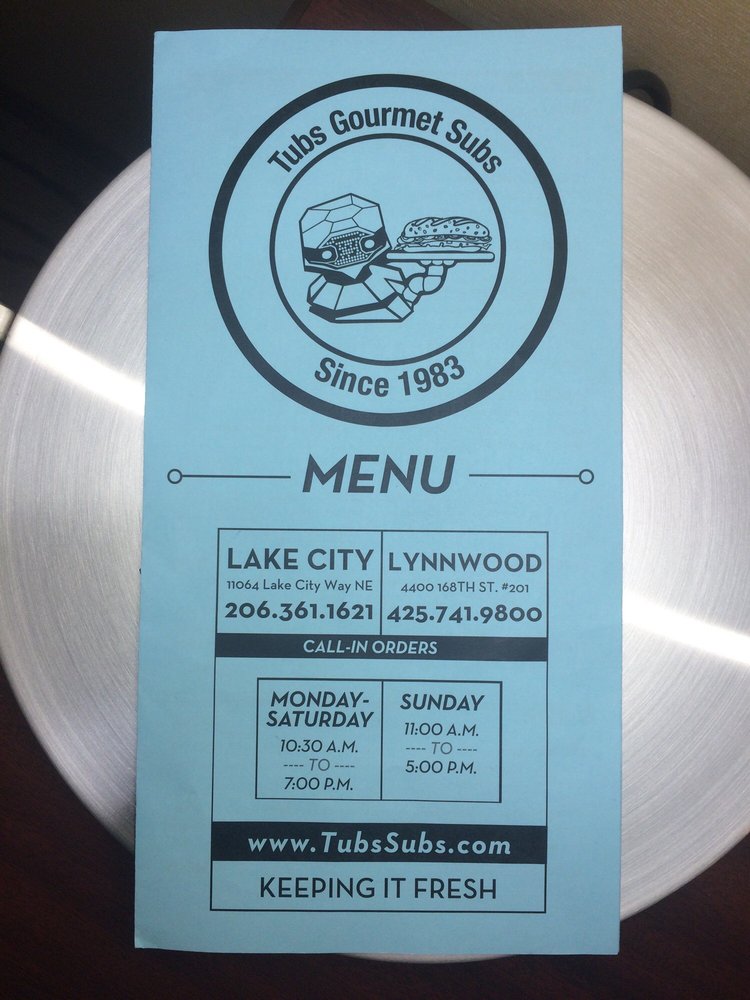 Tubs Gourmet Subs
Since 1983
MENU
LAKE CITY
11064 Lake City Way NE
206.361.1621
LYNNWOOD
4400 168TH ST. #201
425.741.9800
CALL-IN ORDERS
MONDAY-
SATURDAY
10:30 A.M.
---- TO ----
7:00 P.M.
SUNDAY
11:00 A.M.
---- TO ----
5:00 P.M.
www.TubsSubs.com
KEEPING IT FRESH